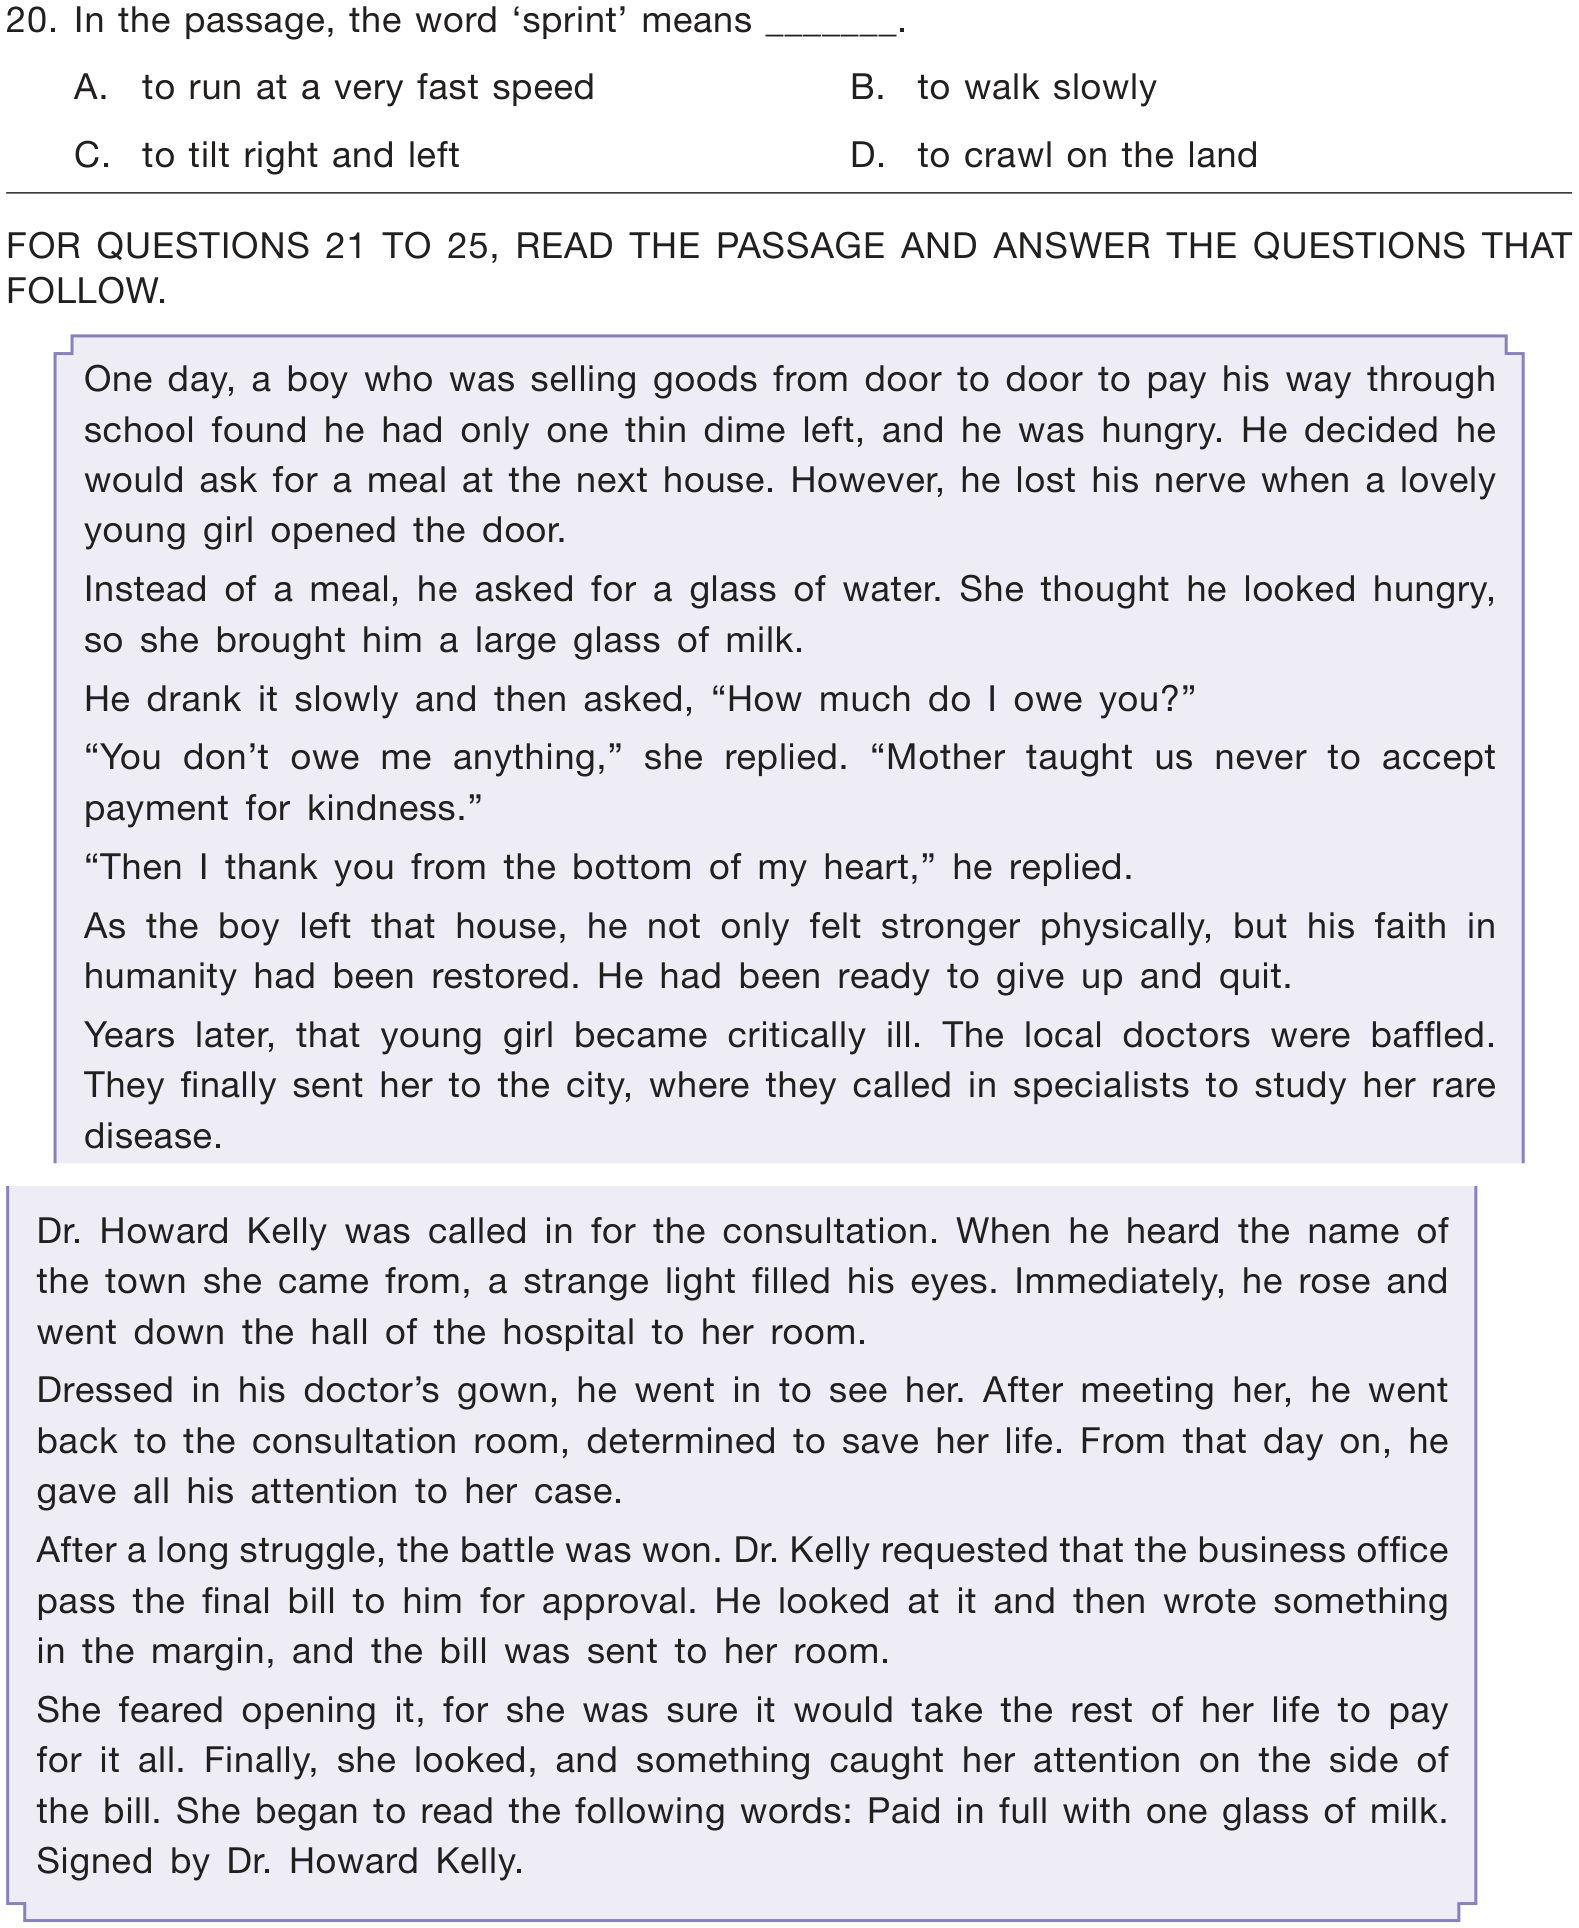 20. In the passage, the word ‘sprint’ means _______.
A. to run at a very fast speed B. to walk slowly
C. to tilt right and left D. to crawl on the land
FOR QUESTIONS 21 TO 25, READ THE PASSAGE AND ANSWER THE QUESTIONS THAT
FOLLOW.
One day, a boy who was selling goods from door to door to pay his way through
school found he had only one thin dime left, and he was hungry. He decided he
would ask for a meal at the next house. However, he lost his nerve when a lovely
young girl opened the door.
Instead of a meal, he asked for a glass of water. She thought he looked hungry,
so she brought him a large glass of milk.
He drank it slowly and then asked, “How much do I owe you?”
“You don’t owe me anything,” she replied. “Mother taught us never to accept
payment for kindness.”
“Then I thank you from the bottom of my heart,” he replied.
As the boy left that house, he not only felt stronger physically, but his faith in
humanity had been restored. He had been ready to give up and quit.
Years later, that young girl became critically ill. The local doctors were baffled.
They finally sent her to the city, where they called in specialists to study her rare
disease.
Dr. Howard Kelly was called in for the consultation. When he heard the name of
the town she came from, a strange light filled his eyes. Immediately, he rose and
went down the hall of the hospital to her room.
Dressed in his doctor’s gown, he went in to see her. After meeting her, he went
back to the consultation room, determined to save her life. From that day on, he
gave all his attention to her case.
After a long struggle, the battle was won. Dr. Kelly requested that the business office
pass the final bill to him for approval. He looked at it and then wrote something
in the margin, and the bill was sent to her room.
She feared opening it, for she was sure it would take the rest of her life to pay
for it all. Finally, she looked, and something caught her attention on the side of
the bill. She began to read the following words: Paid in full with one glass of milk.
Signed by Dr. Howard Kelly.